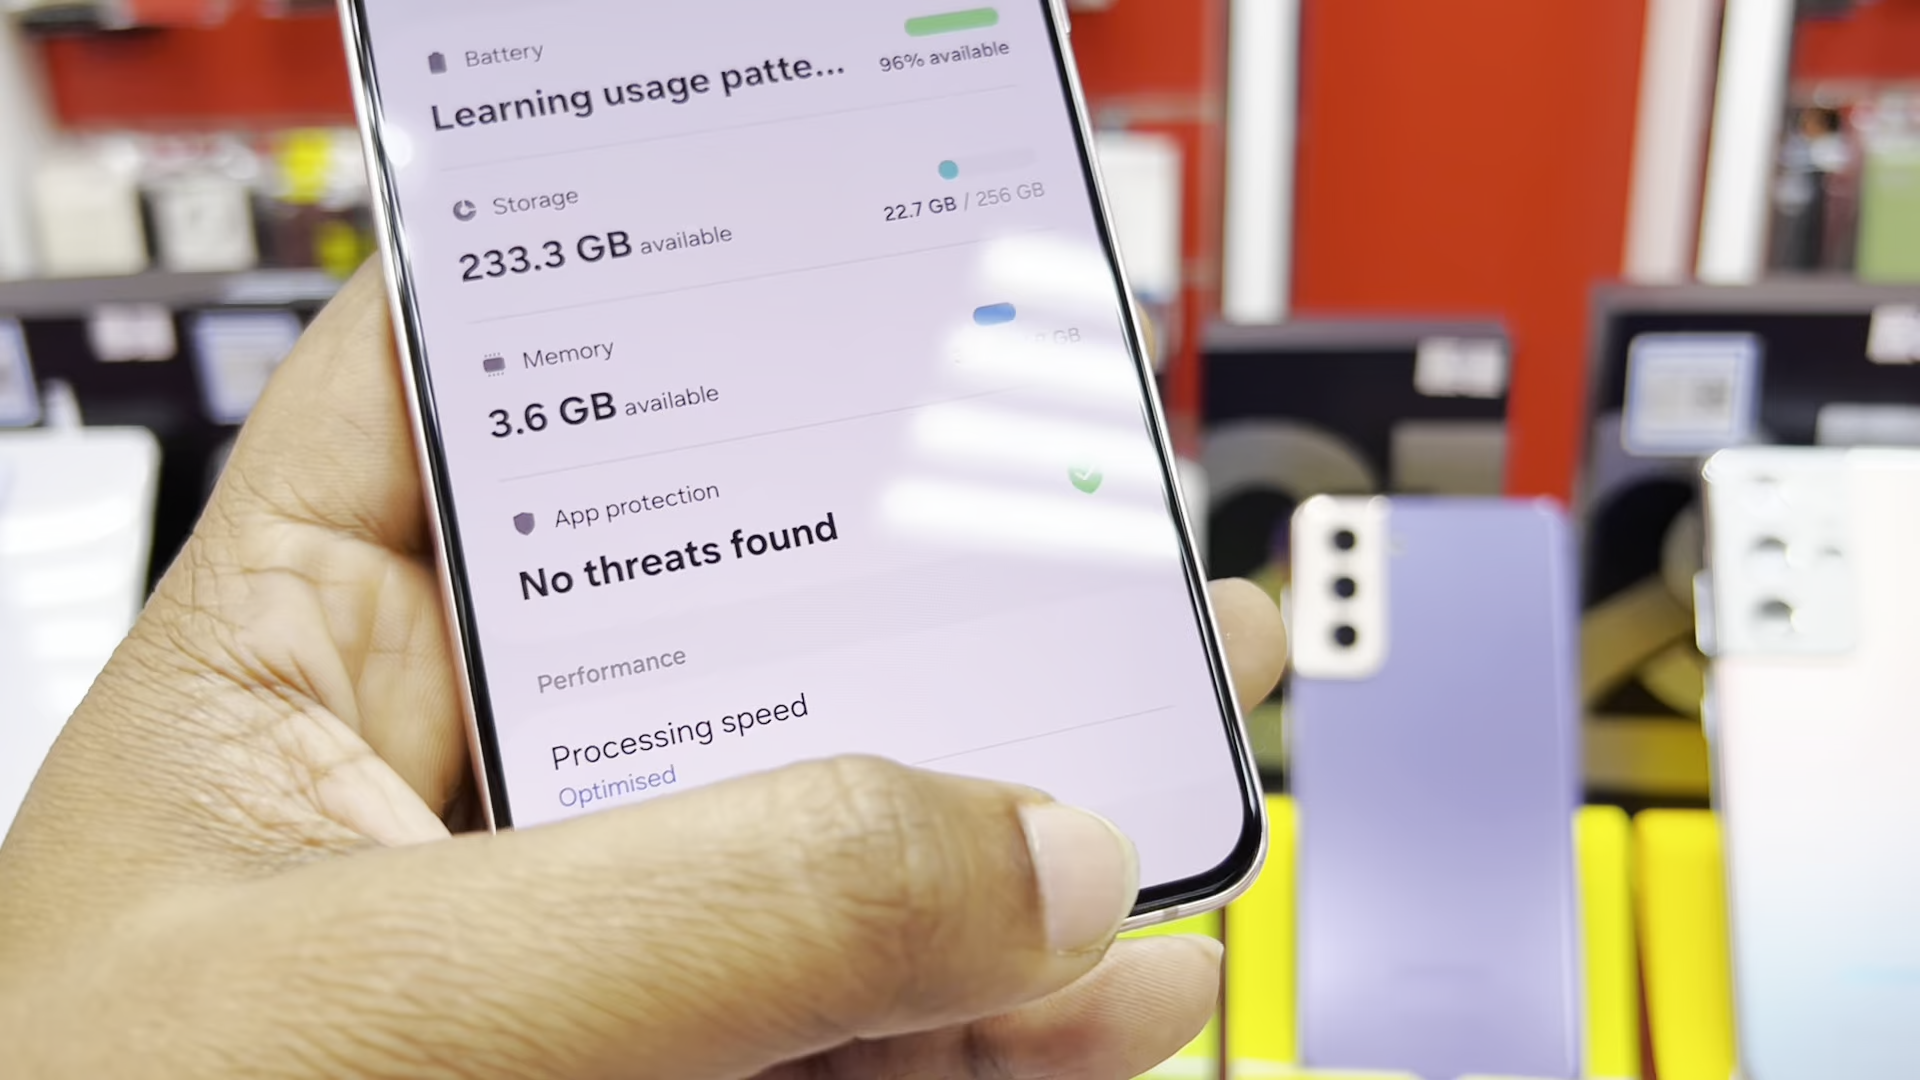 Battery
96% available
Learning usage patte...
Storage
22.7 GB / 256 GB
233.3 GB available
Memory
GB
3.6 GB available
App protection
No threats found
Performance
Processing speed
Optimised